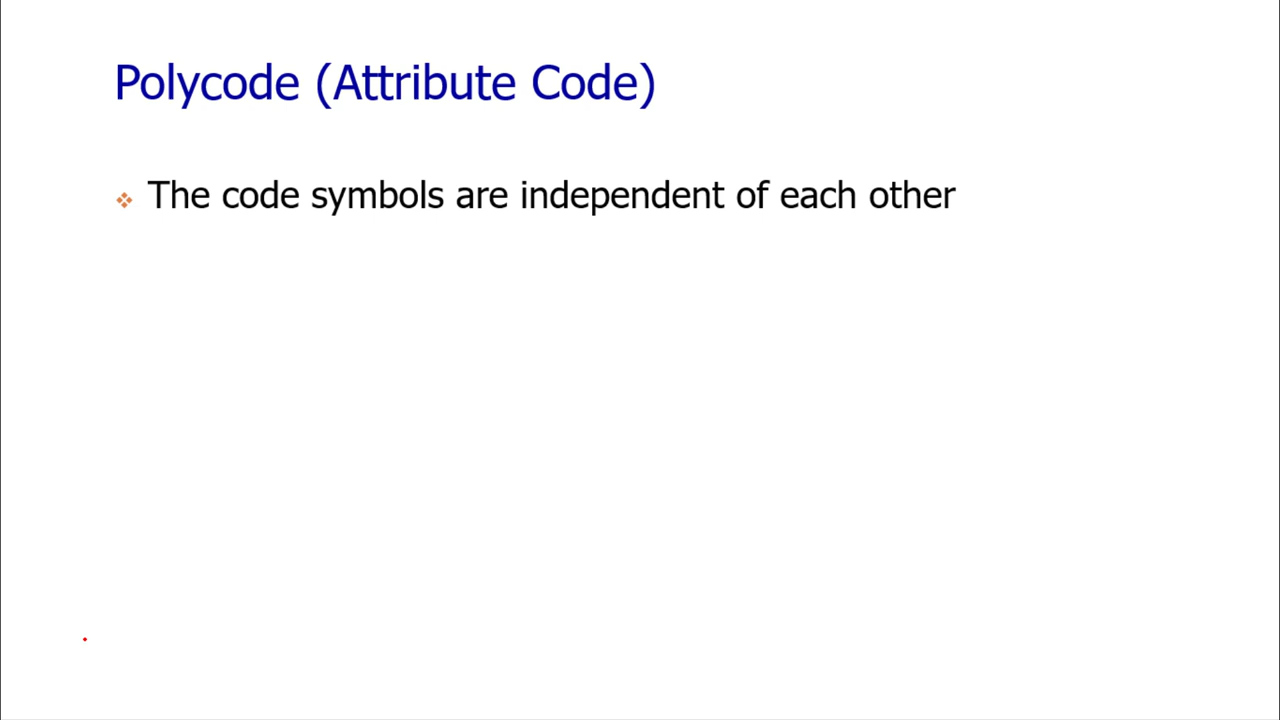 Polycode (Attribute Code)
The code symbols are independent of each other